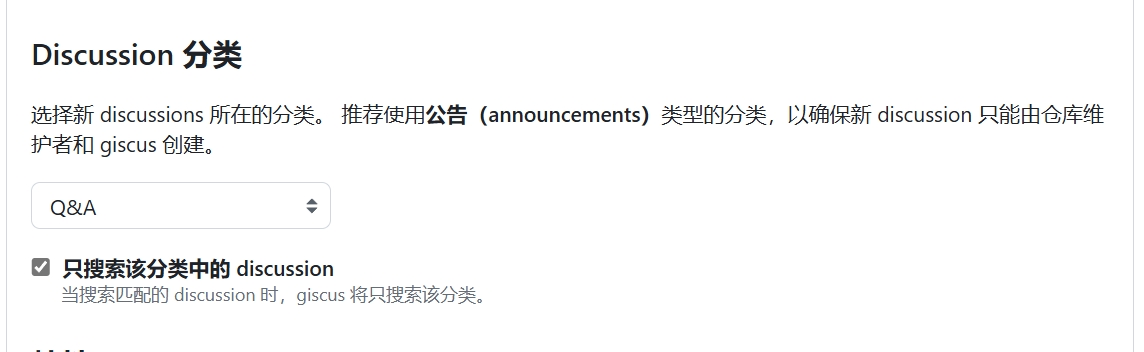 Discussion 分类
选择新 discussions 所在的分类。 推荐使用公告（announcements）类型的分类，以确保新 discussion 只能由仓库维
护者和 giscus 创建。
Q&A
只搜索该分类中的 discussion
当搜索匹配的 discussion 时，giscus 将只搜索该分类。